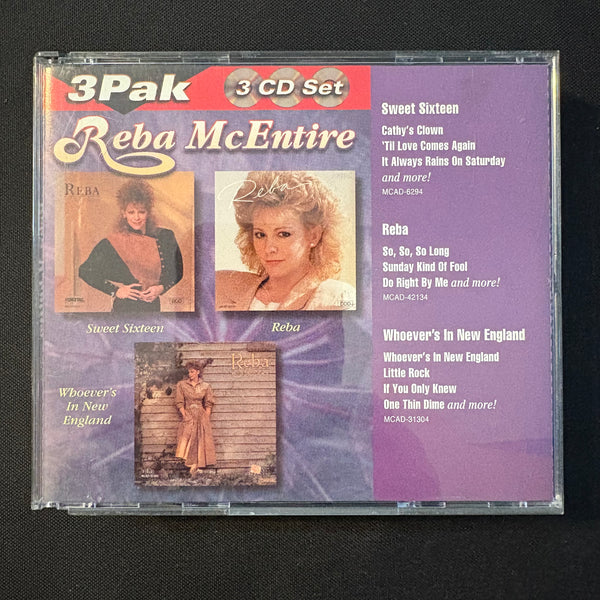 3Pak
3 CD Set
Reba McEntire
REBA
Reba
Sweet Sixteen
Reba
Reba
Whoever's
In New
England
Sweet Sixteen
Cathy's Clown
'Til Love Comes Again
It Always Rains On Saturday
and more!
MCAD-6294
Reba
So, So, So Long
Sunday Kind Of Fool
Do Right By Me and more!
MCAD-42134
Whoever's In New England
Whoever's In New England
Little Rock
If You Only Knew
One Thin Dime and more!
MCAD-31304